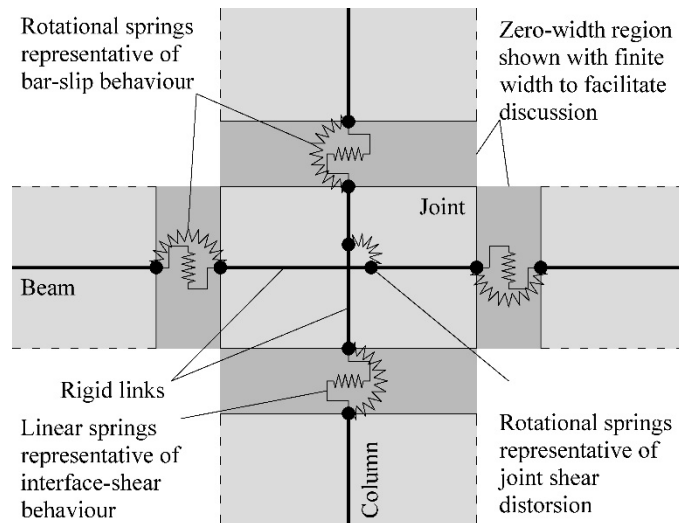 Rotational springs
representative of
bar-slip behaviour
Zero-width region
shown with finite
width to facilitate
discussion
Joint
Beam
Rigid links
Linear springs
representative of
interface-shear
behaviour
Column
Rotational springs
representative of
joint shear
distorsion